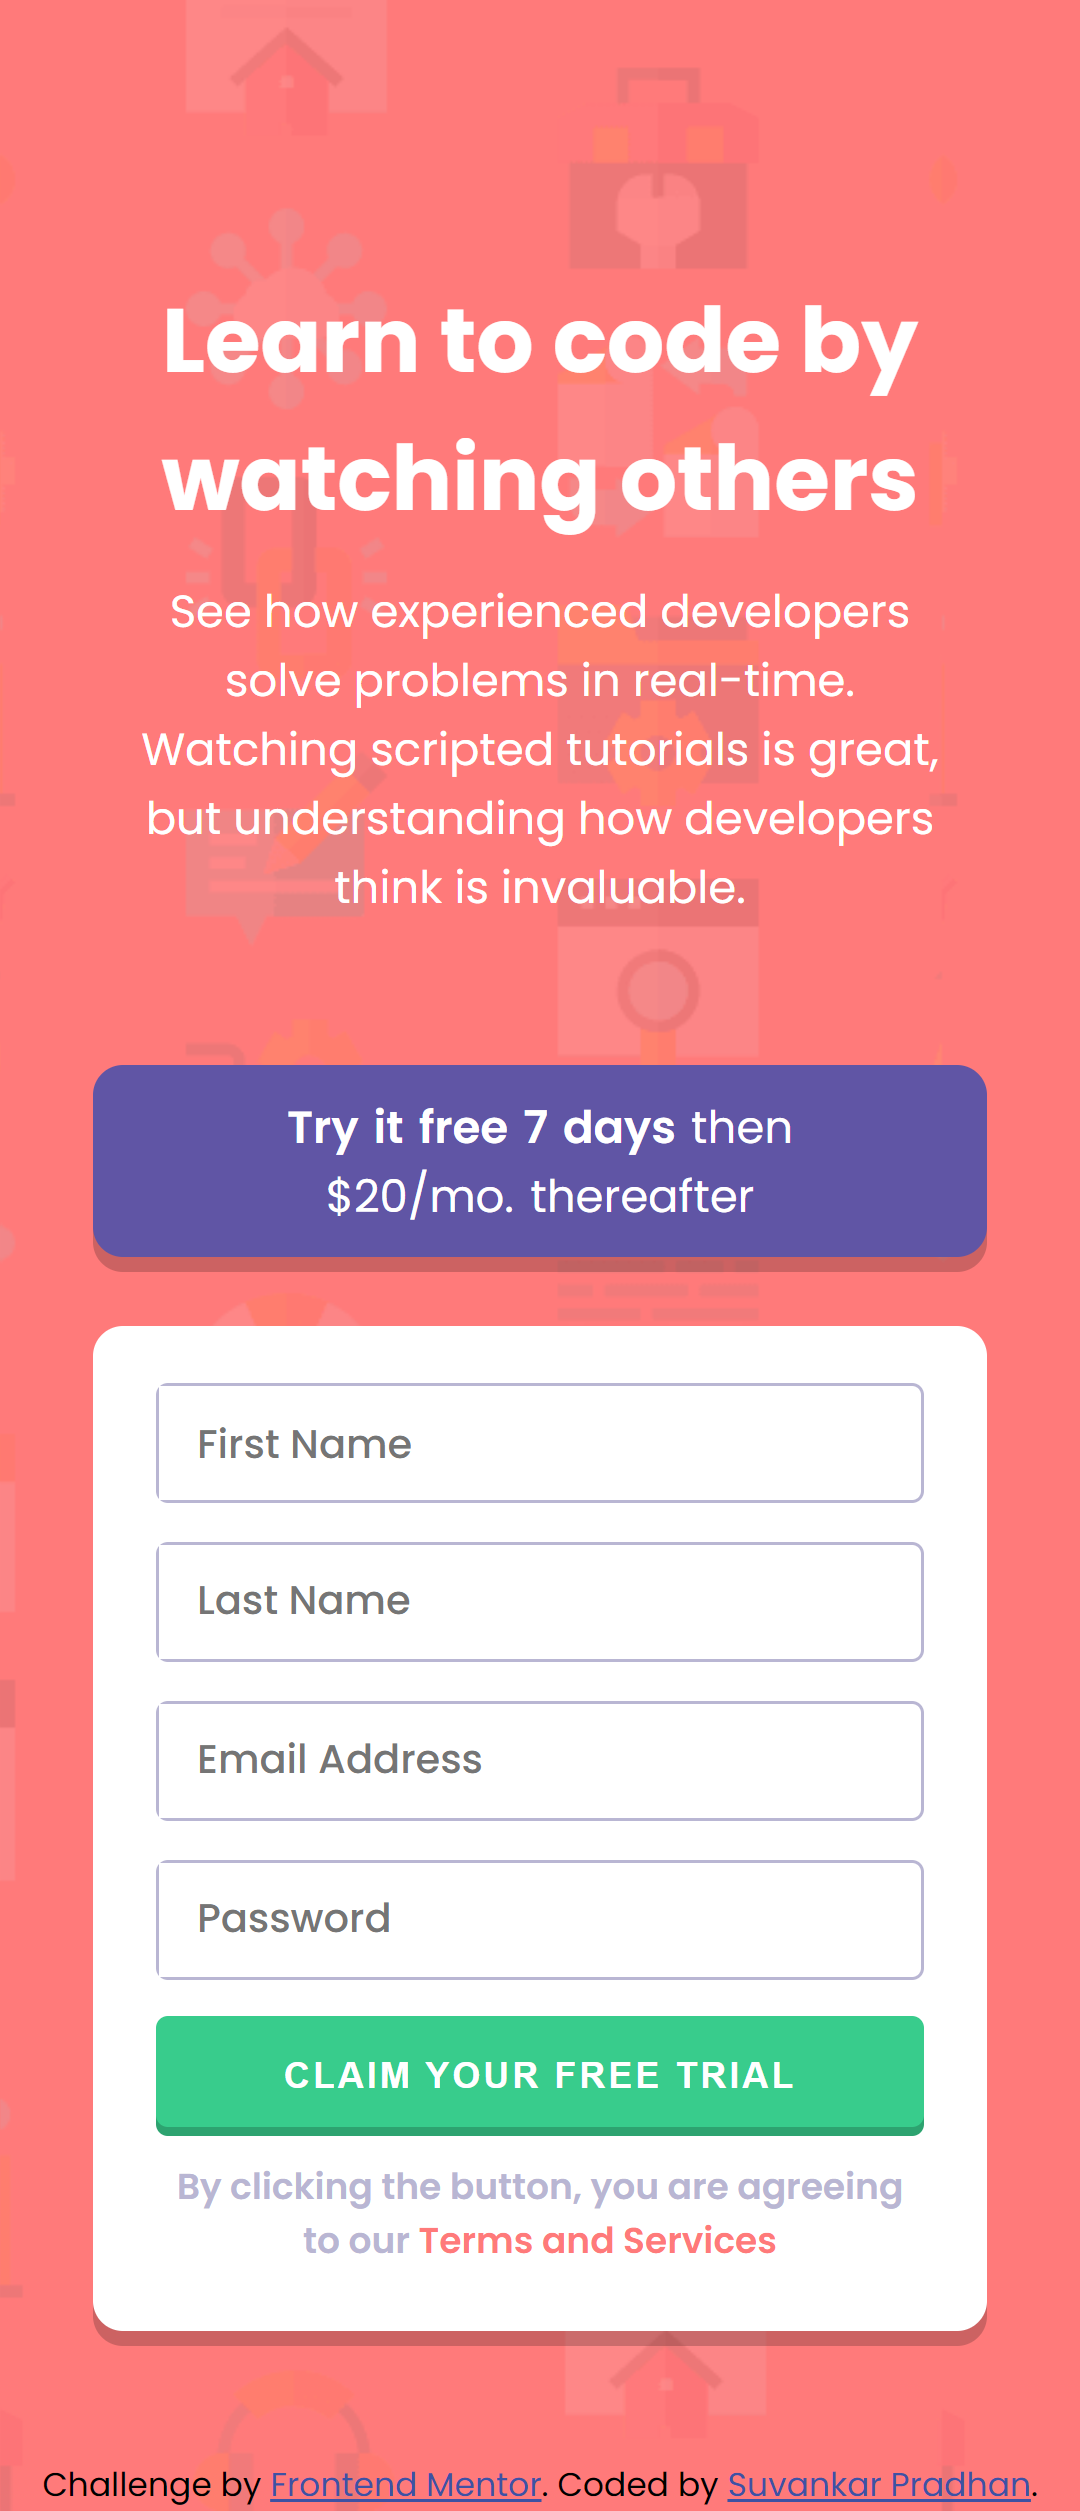 Learn to code by
watching others
See how experienced developers
solve problems in real-time.
Watching scripted tutorials is great,
but understanding how developers
think is invaluable.
Try it free 7 days then
$20/mo. thereafter
First Name
Last Name
Email Address
Password
CLAIM YOUR FREE TRIAL
By clicking the button, you are agreeing
to our Terms and Services
Challenge by Frontend Mentor. Coded by Suvankar Pradhan.